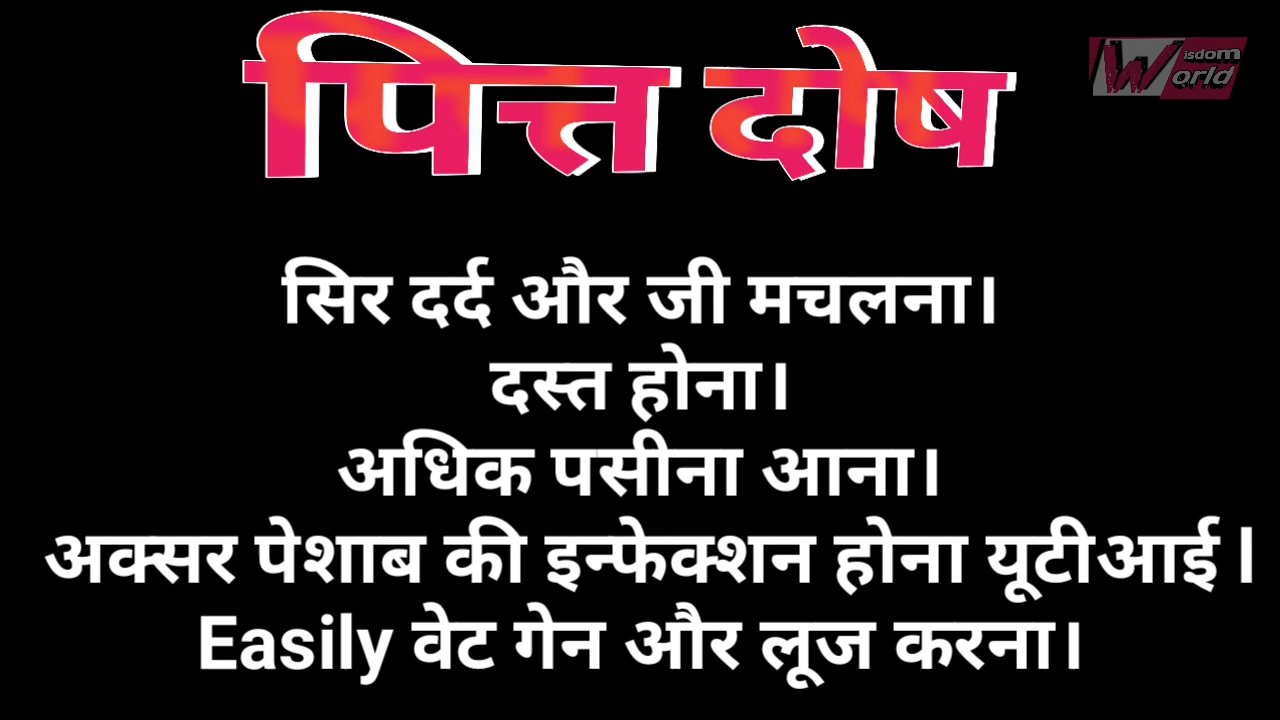 पित्त दोष
Wisdom
World
सिर दर्द और जी मचलना।
दस्त होना।
अधिक पसीना आना।
अक्सर पेशाब की इन्फेक्शन होना यूटीआई।
Easily वेट गेन और लूज करना।